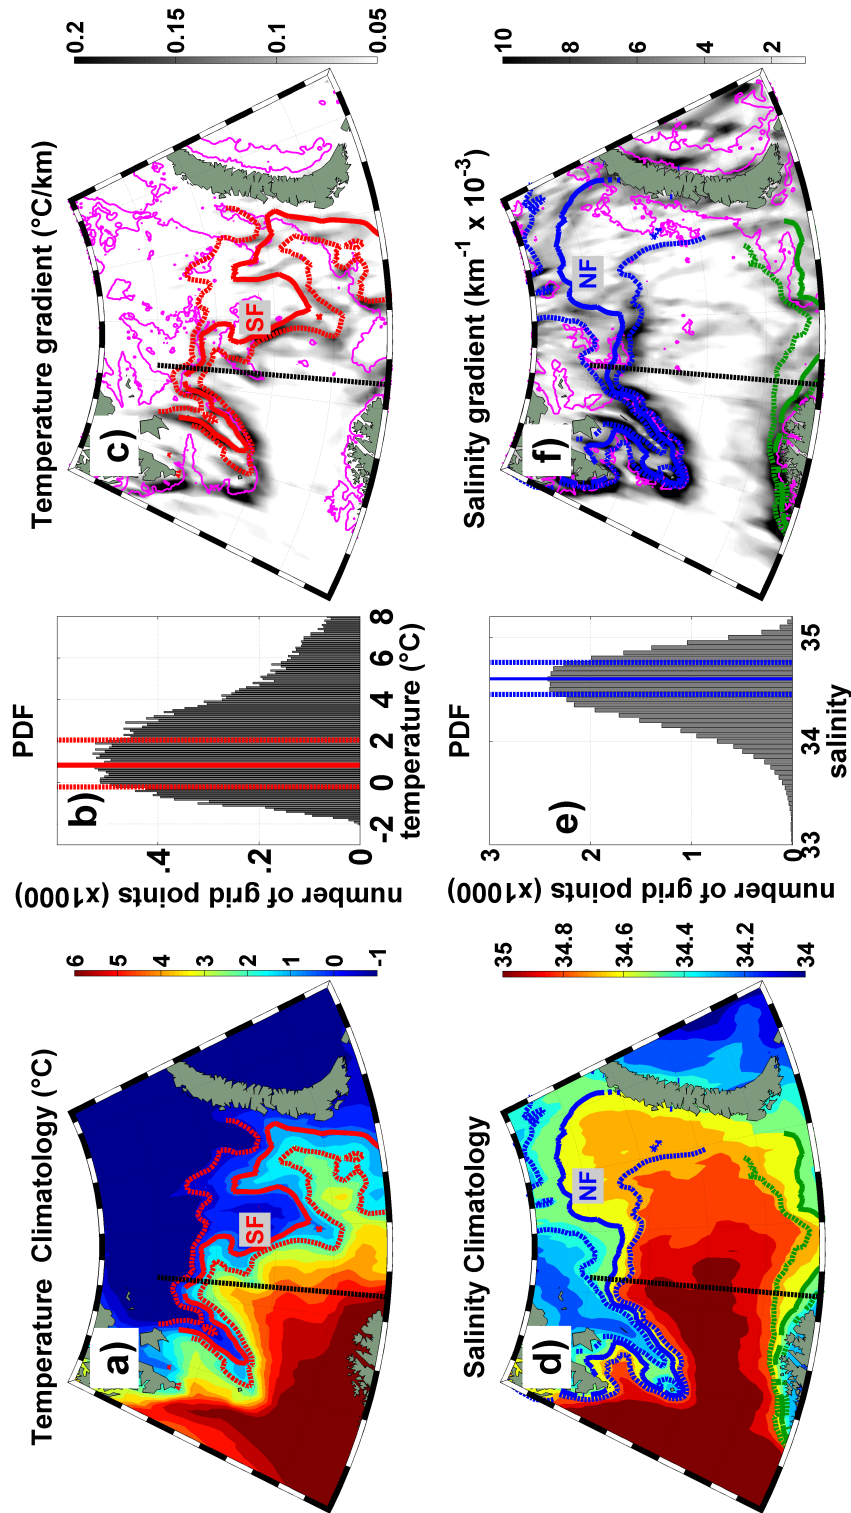 Temperature Climatology (°C)
a)
SF
6
5
4
3
2
1
0
-1
PDF
b)
number of grid points (x1000)
.4
.2
0
-2
0
2
4
6
8
temperature (°C)
Temperature gradient (°C/km)
c)
SF
0.2
0.15
0.1
0.05
Salinity Climatology
d)
NF
35
34.8
34.6
34.4
34.2
34
PDF
e)
number of grid points (x1000)
3
2
1
0
33
34
35
salinity
Salinity gradient (km⁻¹ x 10⁻³)
f)
NF
10
8
6
4
2